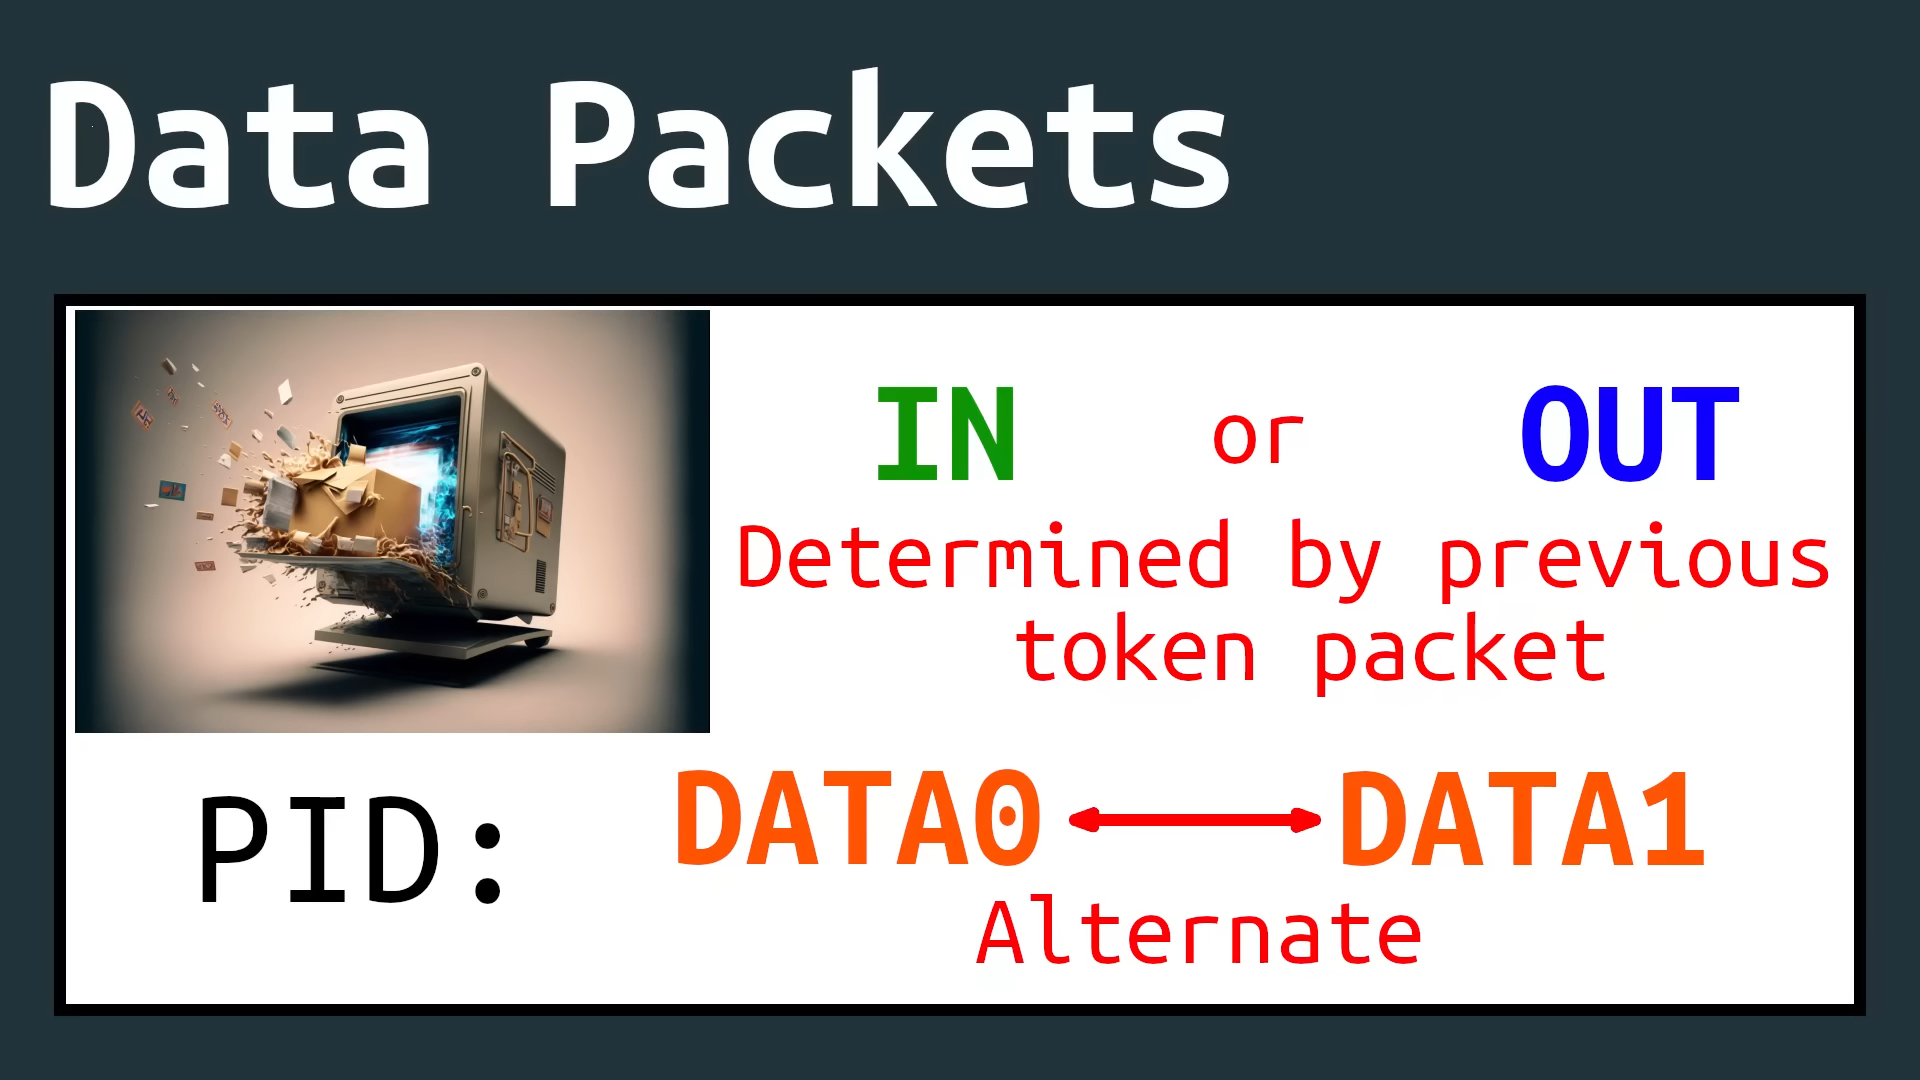 Data Packets
IN or OUT
Determined by previous
token packet
PID: DATA0 DATA1
Alternate